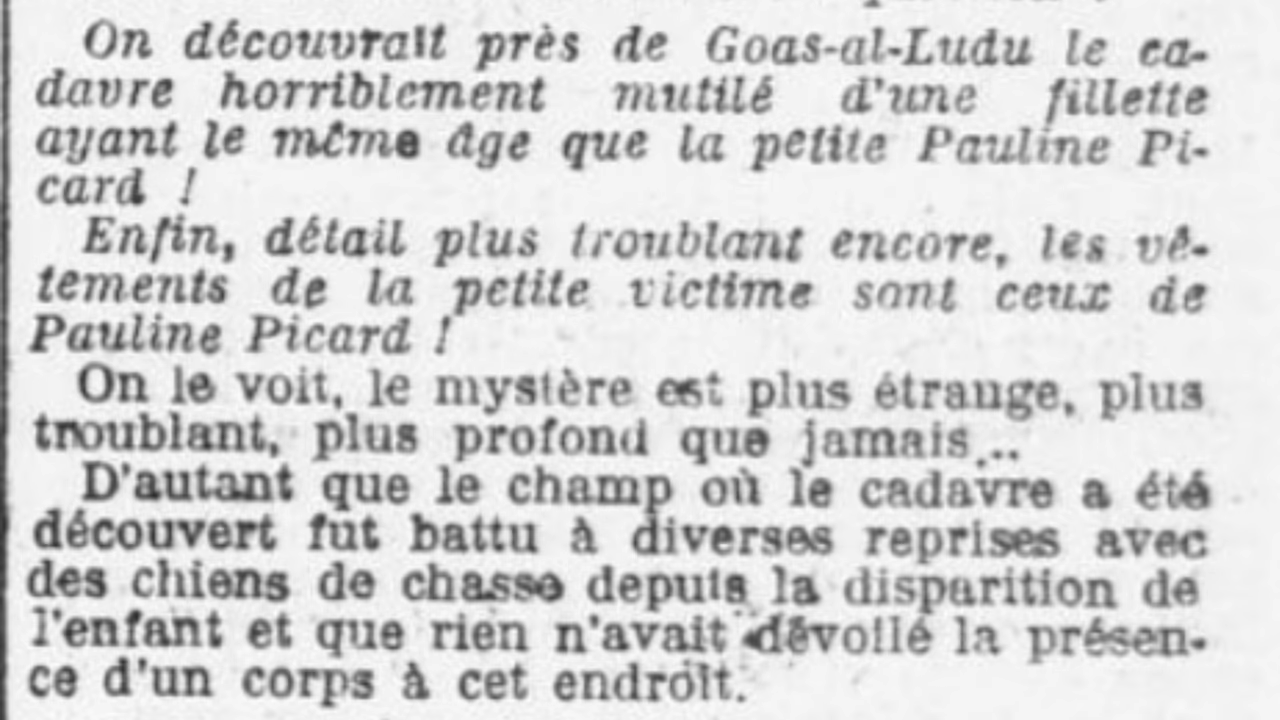 On découvrait près de Goas-al-Ludu le ca-
davre horriblement mutilé d'une fillette
ayant le même âge que la petite Pauline Pi-
card !
Enfin, détail plus troublant encore, les vê-
tements de la petite victime sont ceux de
Pauline Picard !
On le voit, le mystère est plus étrange, plus
troublant, plus profond que jamais...
D'autant que le champ où le cadavre a été
découvert fut battu à diverses reprises avec
des chiens de chasse depuis la disparition de
l'enfant et que rien n'avait dévoilé la présen-
ce d'un corps à cet endroit.